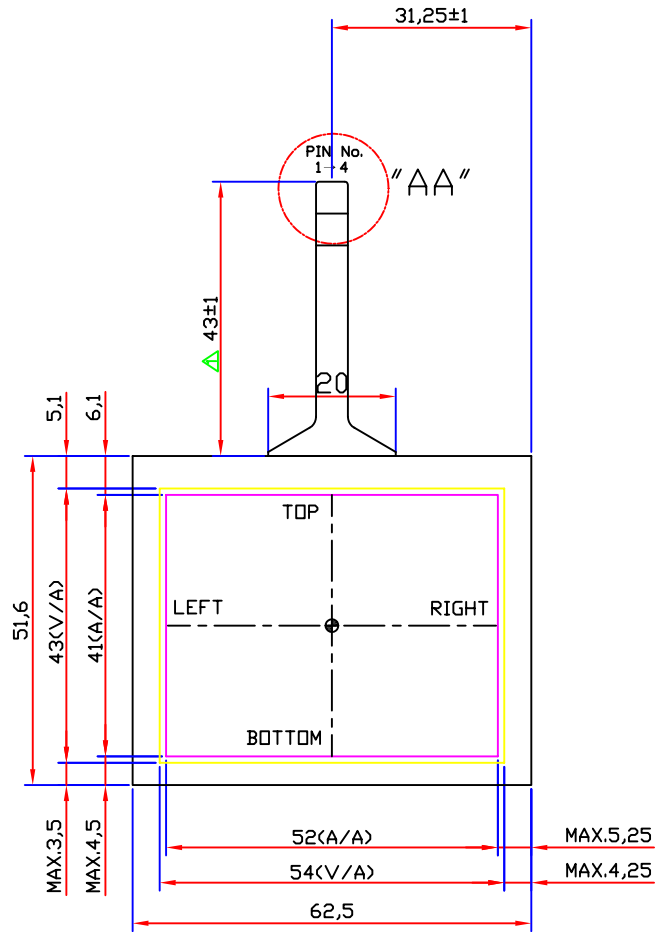 31,25±1
PIN No.
1→4
"AA"
43±1
1
20
5,1
6,1
TOP
LEFT
RIGHT
BOTTOM
51,6
43(V/A)
41(A/A)
MAX.3,5
MAX.4,5
52(A/A)
MAX.5,25
54(V/A)
MAX.4,25
62,5